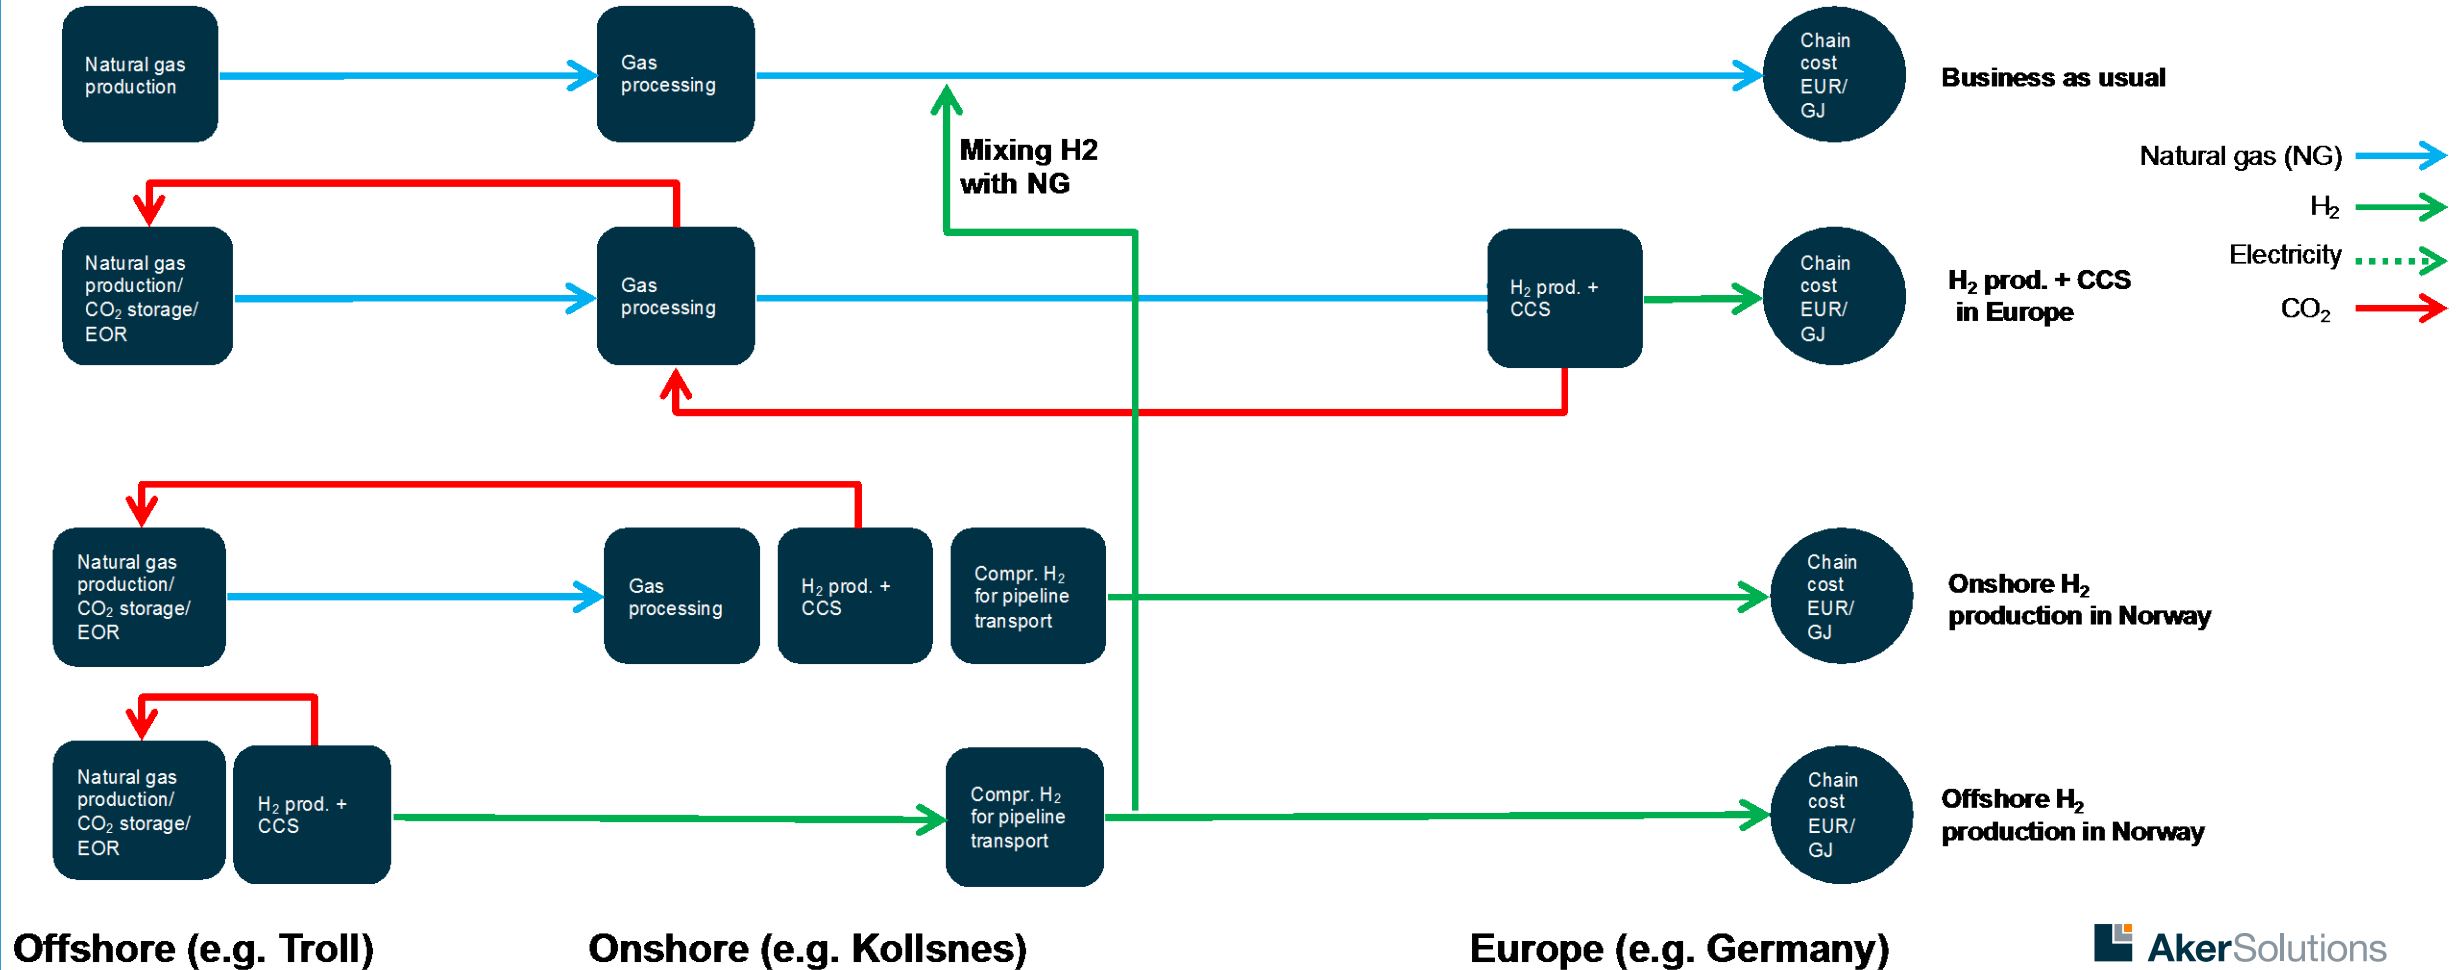 Natural gas
production
Gas
processing
Chain
cost
EUR/
GJ
Business as usual
Mixing H2
with NG
Natural gas (NG)
H₂
Electricity
CO₂
Natural gas
production/
CO₂ storage/
EOR
Gas
processing
H₂ prod. +
CCS
Chain
cost
EUR/
GJ
H₂ prod. + CCS
in Europe
Natural gas
production/
CO₂ storage/
EOR
Gas
processing
H₂ prod. +
CCS
Compr. H₂
for pipeline
transport
Chain
cost
EUR/
GJ
Onshore H₂
production in Norway
Natural gas
production/
CO₂ storage/
EOR
H₂ prod. +
CCS
Compr. H₂
for pipeline
transport
Chain
cost
EUR/
GJ
Offshore H₂
production in Norway
Offshore (e.g. Troll)
Onshore (e.g. Kollsnes)
Europe (e.g. Germany)
AkerSolutions